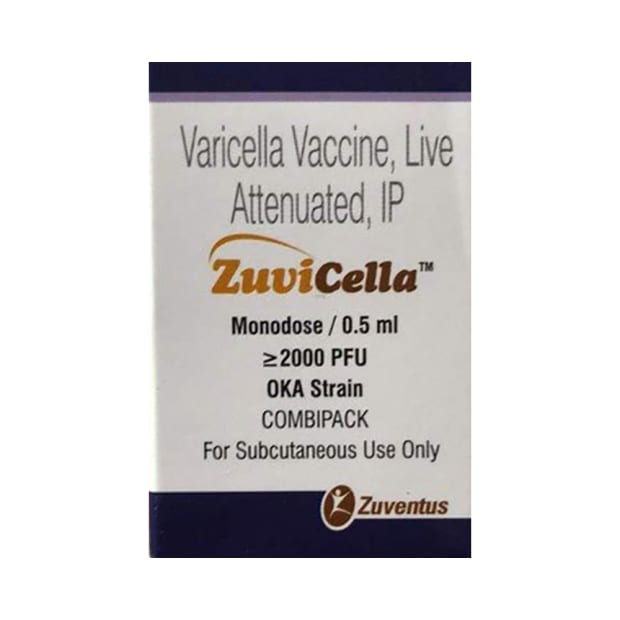 Varicella Vaccine, Live
Attenuated, IP
ZuviCella™
Monodose / 0.5 ml
≥2000 PFU
OKA Strain
COMBIPACK
For Subcutaneous Use Only
Zuventus